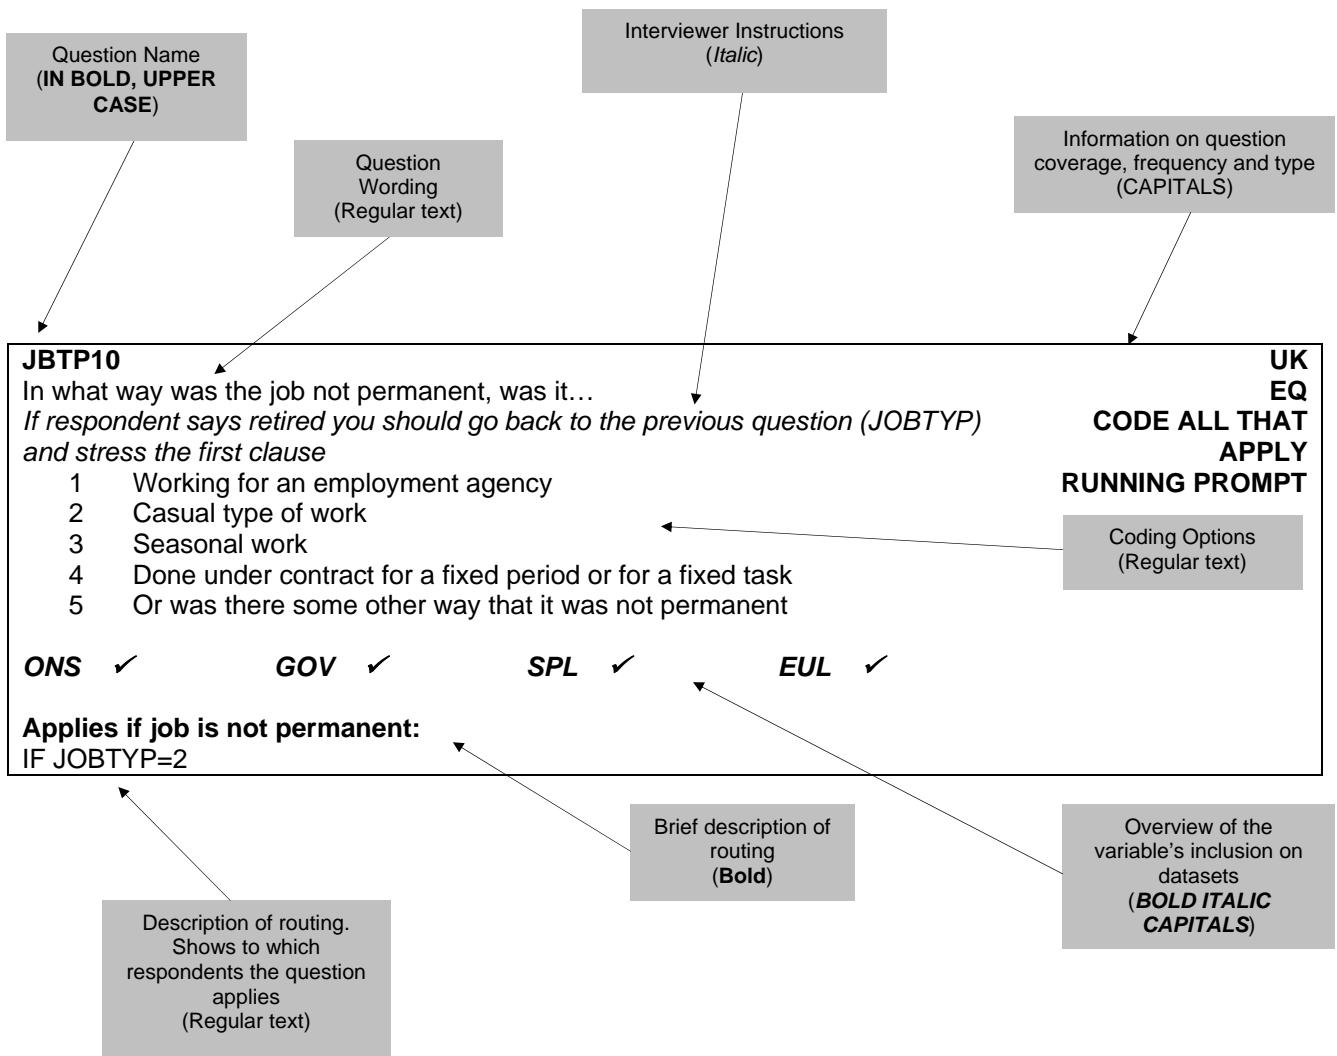 Question Name
(IN BOLD, UPPER
CASE)
Interviewer Instructions
(Italic)
Question
Wording
(Regular text)
Information on question
coverage, frequency and type
(CAPITALS)
JBTP10
UK
In what way was the job not permanent, was it…
EQ
If respondent says retired you should go back to the previous question (JOBTYP)
CODE ALL THAT
and stress the first clause
APPLY
1 Working for an employment agency
RUNNING PROMPT
2 Casual type of work
3 Seasonal work
4 Done under contract for a fixed period or for a fixed task
5 Or was there some other way that it was not permanent
Coding Options
(Regular text)
ONS ✓ GOV ✓ SPL ✓ EUL ✓
Applies if job is not permanent:
IF JOBTYP=2
Brief description of
routing
(Bold)
Overview of the
variable’s inclusion on
datasets
(BOLD ITALIC
CAPITALS)
Description of routing.
Shows to which
respondents the question
applies
(Regular text)